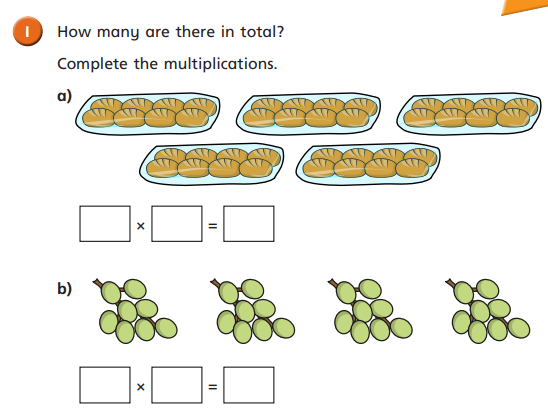 1 How many are there in total?
Complete the multiplications.
a)
× =
b)
× =